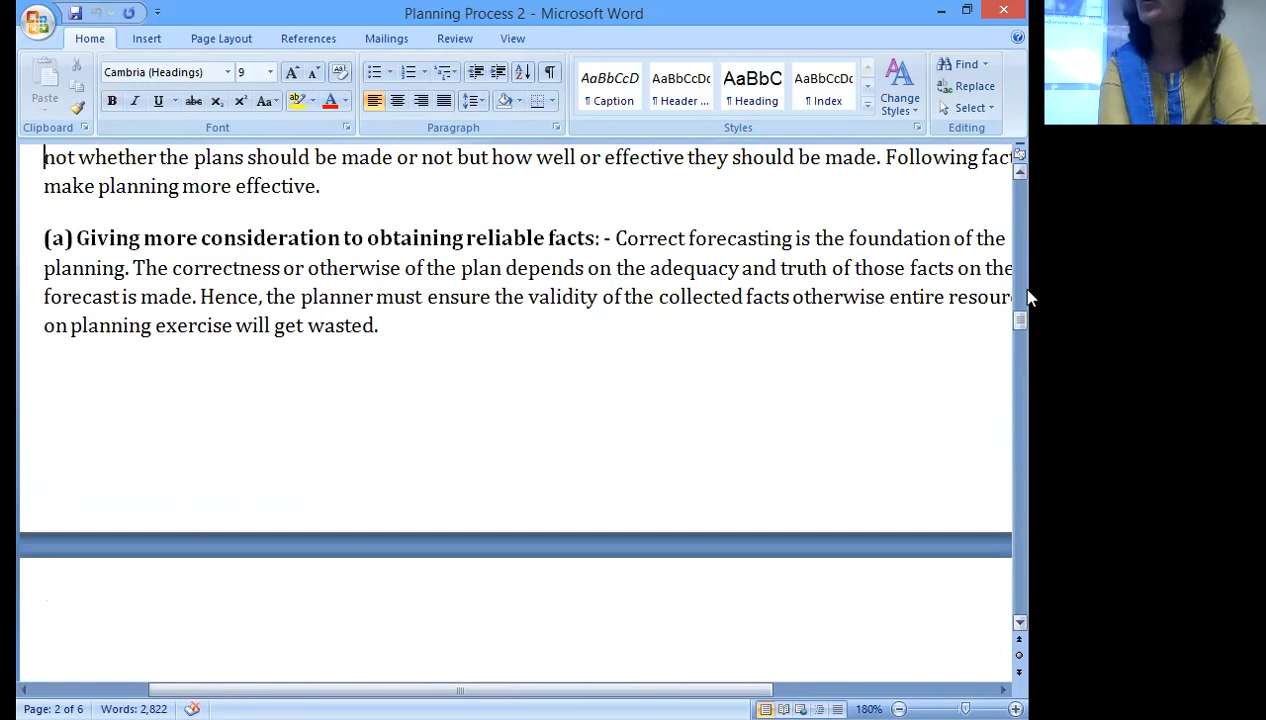 Planning Process 2 - Microsoft Word
Home Insert Page Layout References Mailings Review View
Paste
Clipboard
Cambria (Headings) 9
Font
Paragraph
AaBbCcD AaBbCcDc AaBbC AaBbCcDc
¶ Caption ¶ Header ... ¶ Heading ¶ Index
Change
Styles
Styles
Find
Replace
Select
Editing
not whether the plans should be made or not but how well or effective they should be made. Following fact
make planning more effective.
(a) Giving more consideration to obtaining reliable facts: - Correct forecasting is the foundation of the
planning. The correctness or otherwise of the plan depends on the adequacy and truth of those facts on the
forecast is made. Hence, the planner must ensure the validity of the collected facts otherwise entire resour
on planning exercise will get wasted.
Page: 2 of 6 Words: 2,822 180%